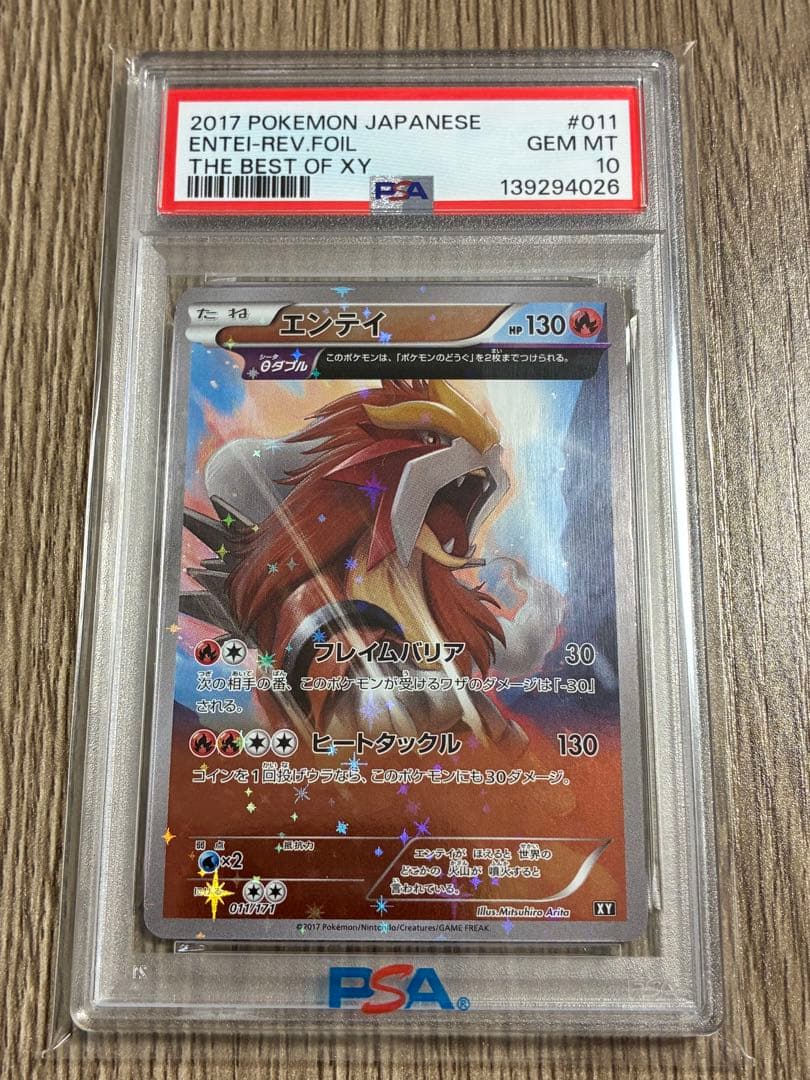 2017 POKEMON JAPANESE #011
ENTEI-REV.FOIL GEM MT
THE BEST OF XY 10
PSA 139294026
たね エンテイ HP130
シータ
θダブル
このポケモンは、「ポケモンのどうぐ」を2枚までつけられる。
フレイムバリア 30
次の相手の番、このポケモンが受けるワザのダメージは「-30」
される。
ヒートタックル 130
コインを1回投げウラなら、このポケモンにも30ダメージ。
弱点 抵抗力
×2
011/171
エンテイが ほえると 世界の
どこかの 火山が 噴火すると
言われている。
Illus.Mitsuhiro Arita
XY
©2017 Pokémon/Nintendo/Creatures/GAME FREAK
PSA®